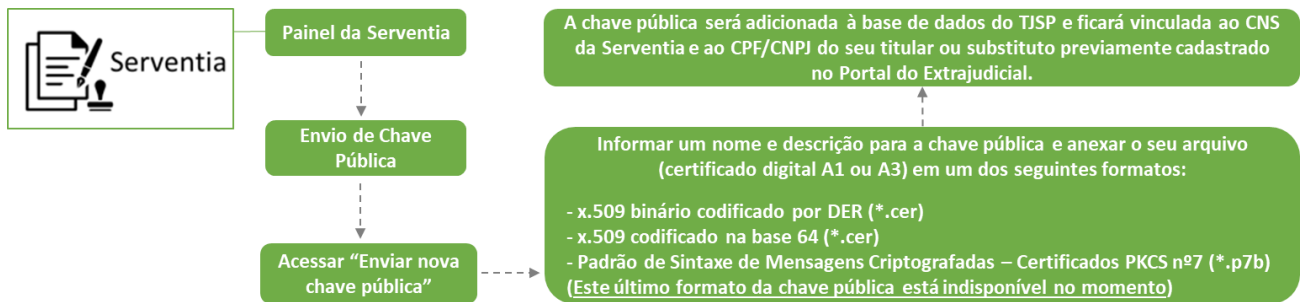 Serventia
Painel da Serventia
Envio de Chave
Pública
Acessar “Enviar nova
chave pública”
Informar um nome e descrição para a chave pública e anexar o seu arquivo
(certificado digital A1 ou A3) em um dos seguintes formatos:
- x.509 binário codificado por DER (*.cer)
- x.509 codificado na base 64 (*.cer)
- Padrão de Sintaxe de Mensagens Criptografadas – Certificados PKCS nº7 (*.p7b)
(Este último formato da chave pública está indisponível no momento)
A chave pública será adicionada à base de dados do TJSP e ficará vinculada ao CNS
da Serventia e ao CPF/CNPJ do seu titular ou substituto previamente cadastrado
no Portal do Extrajudicial.